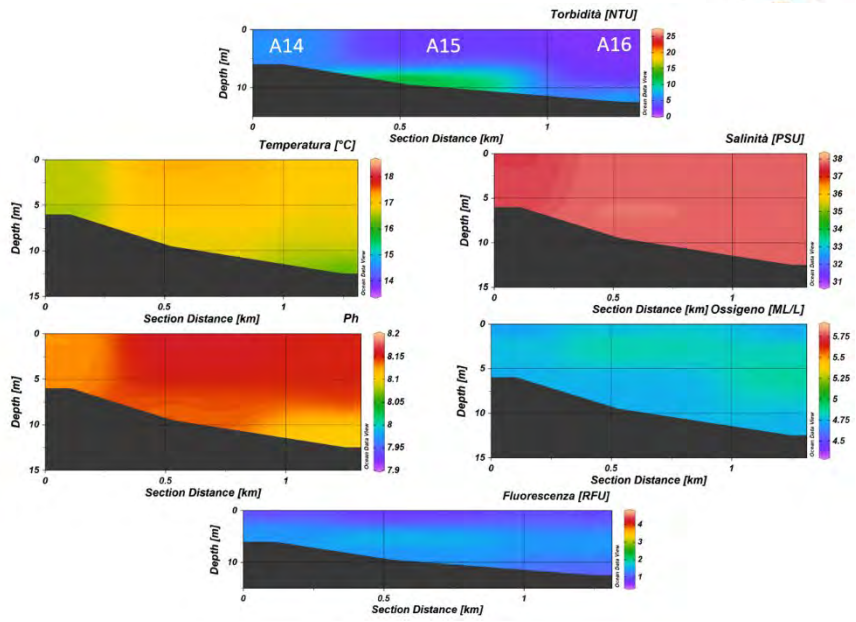 Torbidità [NTU]
A14 A15 A16
Depth [m]
0
10
25
20
15
10
5
0
Ocean Data View
0 0.5 1
Section Distance [km]
Temperatura [°C]
Depth [m]
0
5
10
15
18
17
16
15
14
Ocean Data View
0 0.5 1
Section Distance [km]
Salinità [PSU]
Depth [m]
0
5
10
15
38
37
36
35
34
33
32
31
Ocean Data View
0 0.5 1
Section Distance [km]
Ph
Depth [m]
0
5
10
15
8.2
8.15
8.1
8.05
8
7.95
7.9
Ocean Data View
0 0.5 1
Section Distance [km]
Ossigeno [ML/L]
Depth [m]
0
5
10
15
5.75
5.5
5.25
5
4.75
4.5
Ocean Data View
0 0.5 1
Section Distance [km]
Fluorescenza [RFU]
Depth [m]
0
10
4
3
2
1
Ocean Data View
0 0.5 1
Section Distance [km]